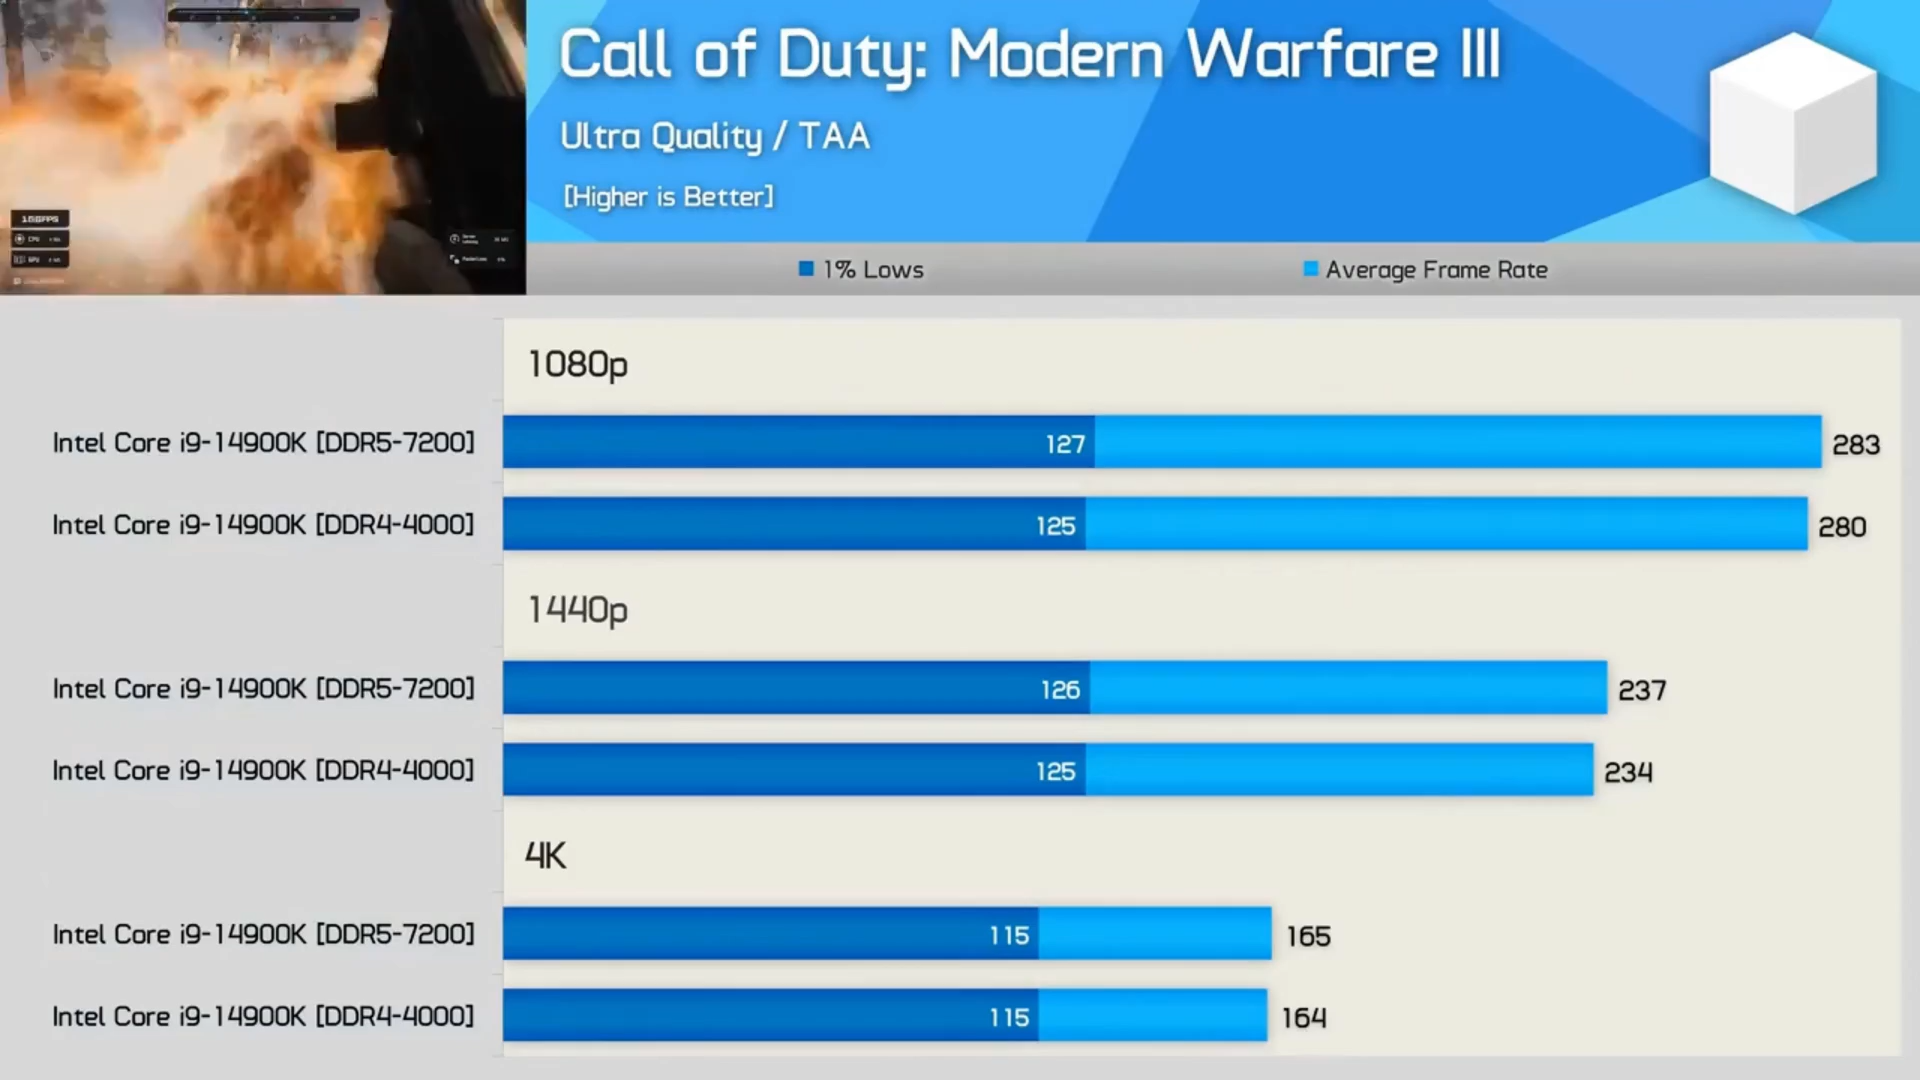 Call of Duty: Modern Warfare III
Ultra Quality / TAA
[Higher is Better]
1% Lows
Average Frame Rate
1080p
Intel Core i9-14900K [DDR5-7200] 127 283
Intel Core i9-14900K [DDR4-4000] 125 280
1440p
Intel Core i9-14900K [DDR5-7200] 126 237
Intel Core i9-14900K [DDR4-4000] 125 234
4K
Intel Core i9-14900K [DDR5-7200] 115 165
Intel Core i9-14900K [DDR4-4000] 115 164
CPU
GPU